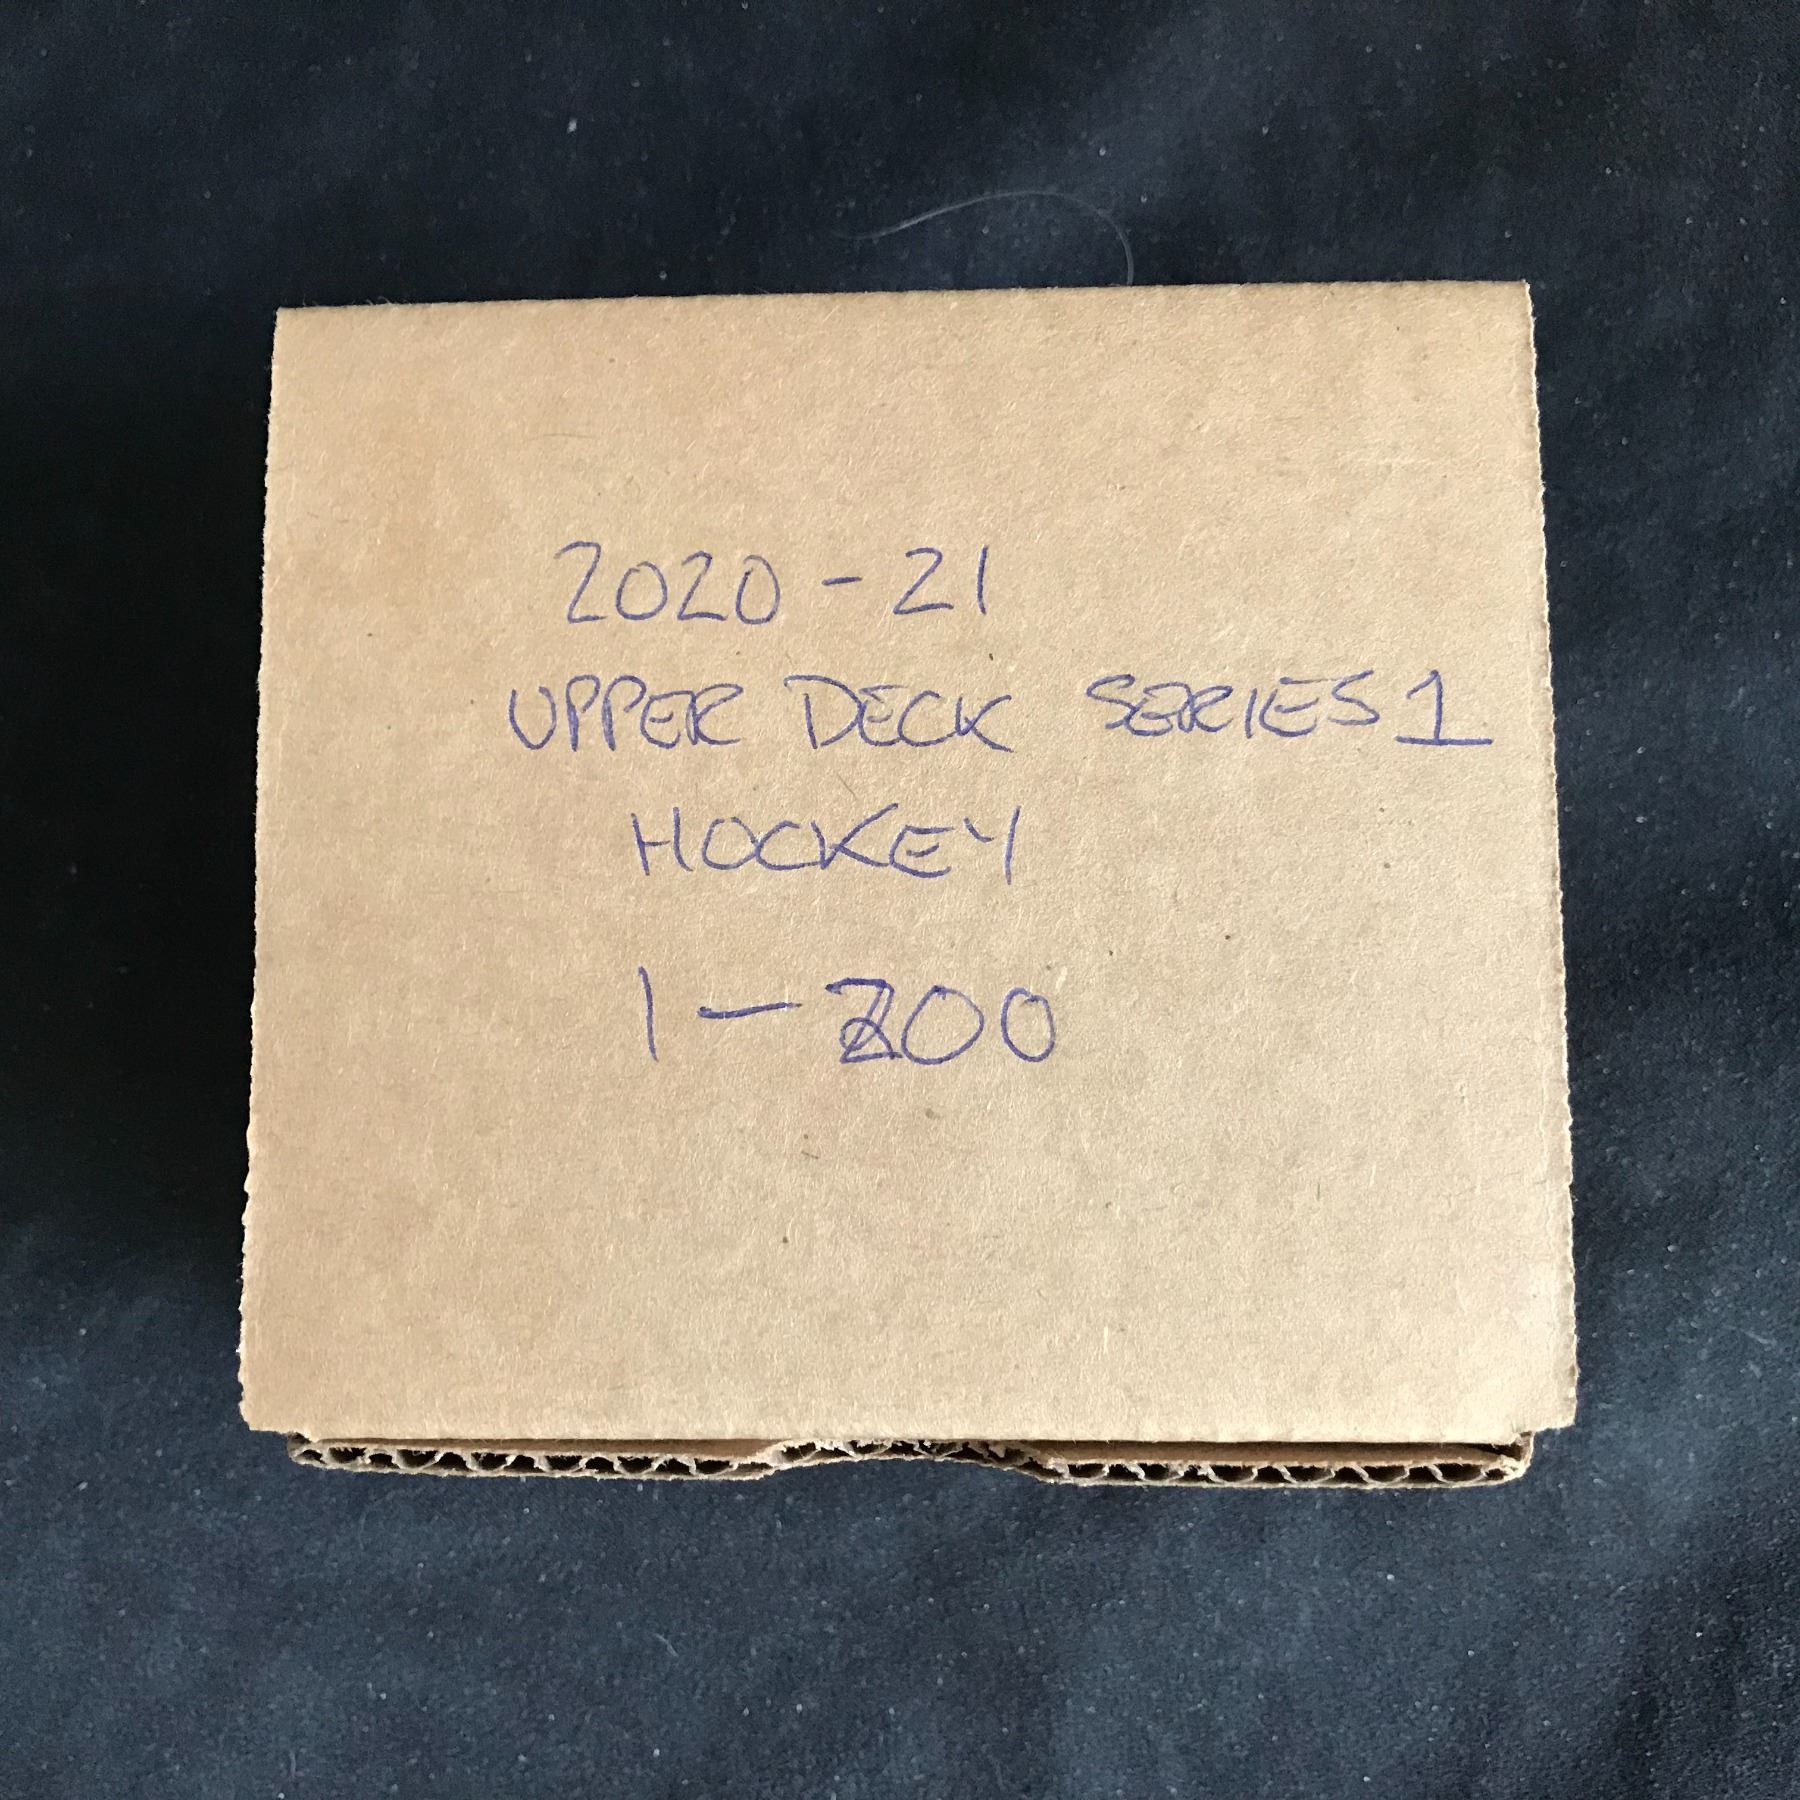 2020-21
UPPER DECK SERIES 1
HOCKEY
1-200